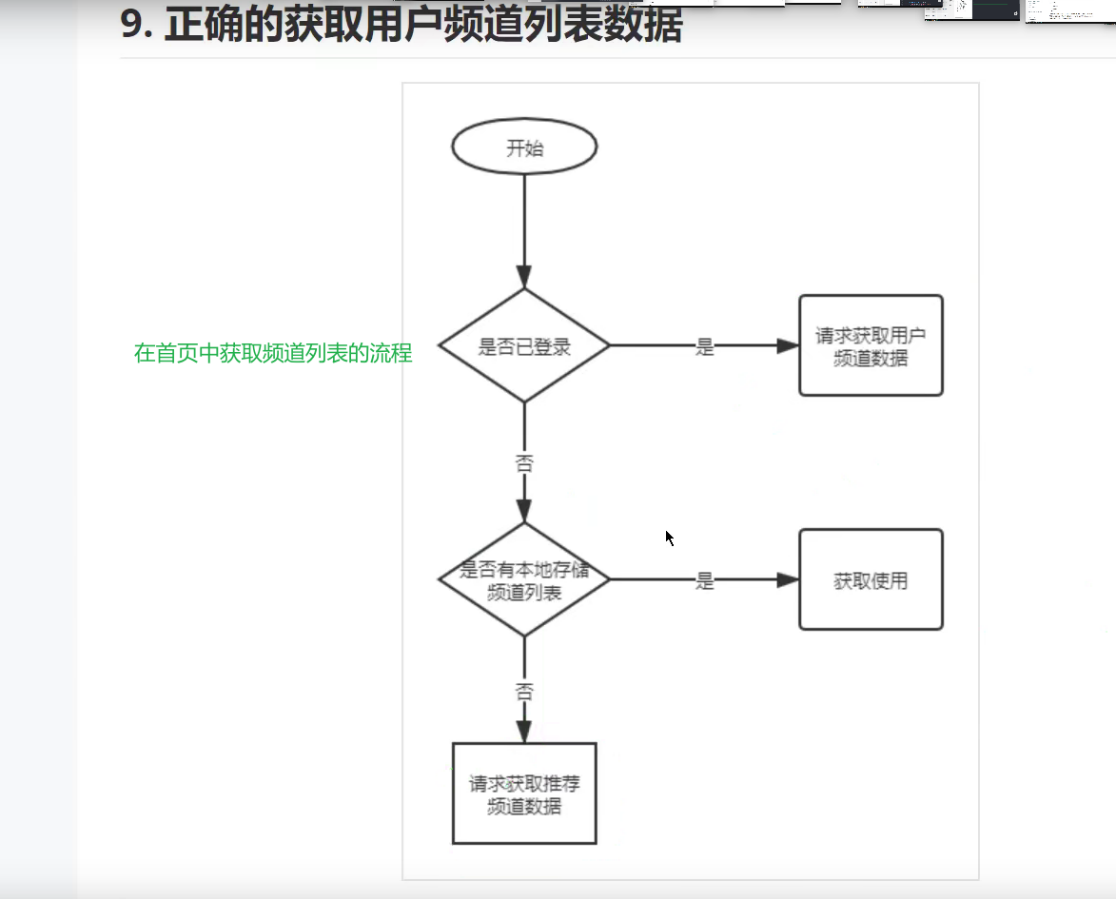 9. 正确的获取用户频道列表数据
开始
在首页中获取频道列表的流程
是否已登录
是
请求获取用户
频道数据
否
是否有本地存储
频道列表
是
获取使用
否
请求获取推荐
频道数据